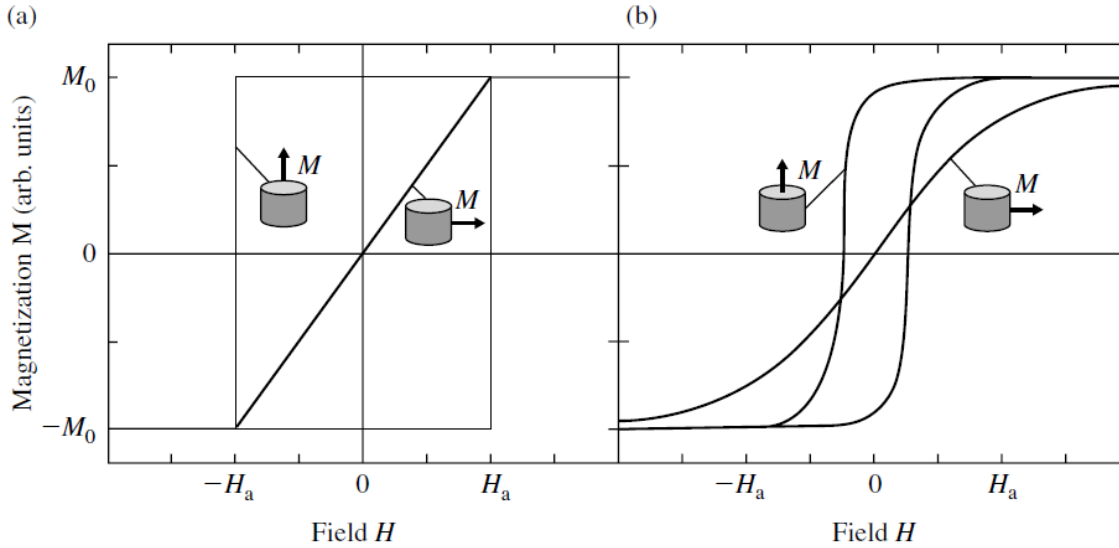 (a)
(b)
Magnetization M (arb. units)
M₀
0
−M₀
M
M
−Hₐ
0
Hₐ
Field H
M
M
−Hₐ
0
Hₐ
Field H